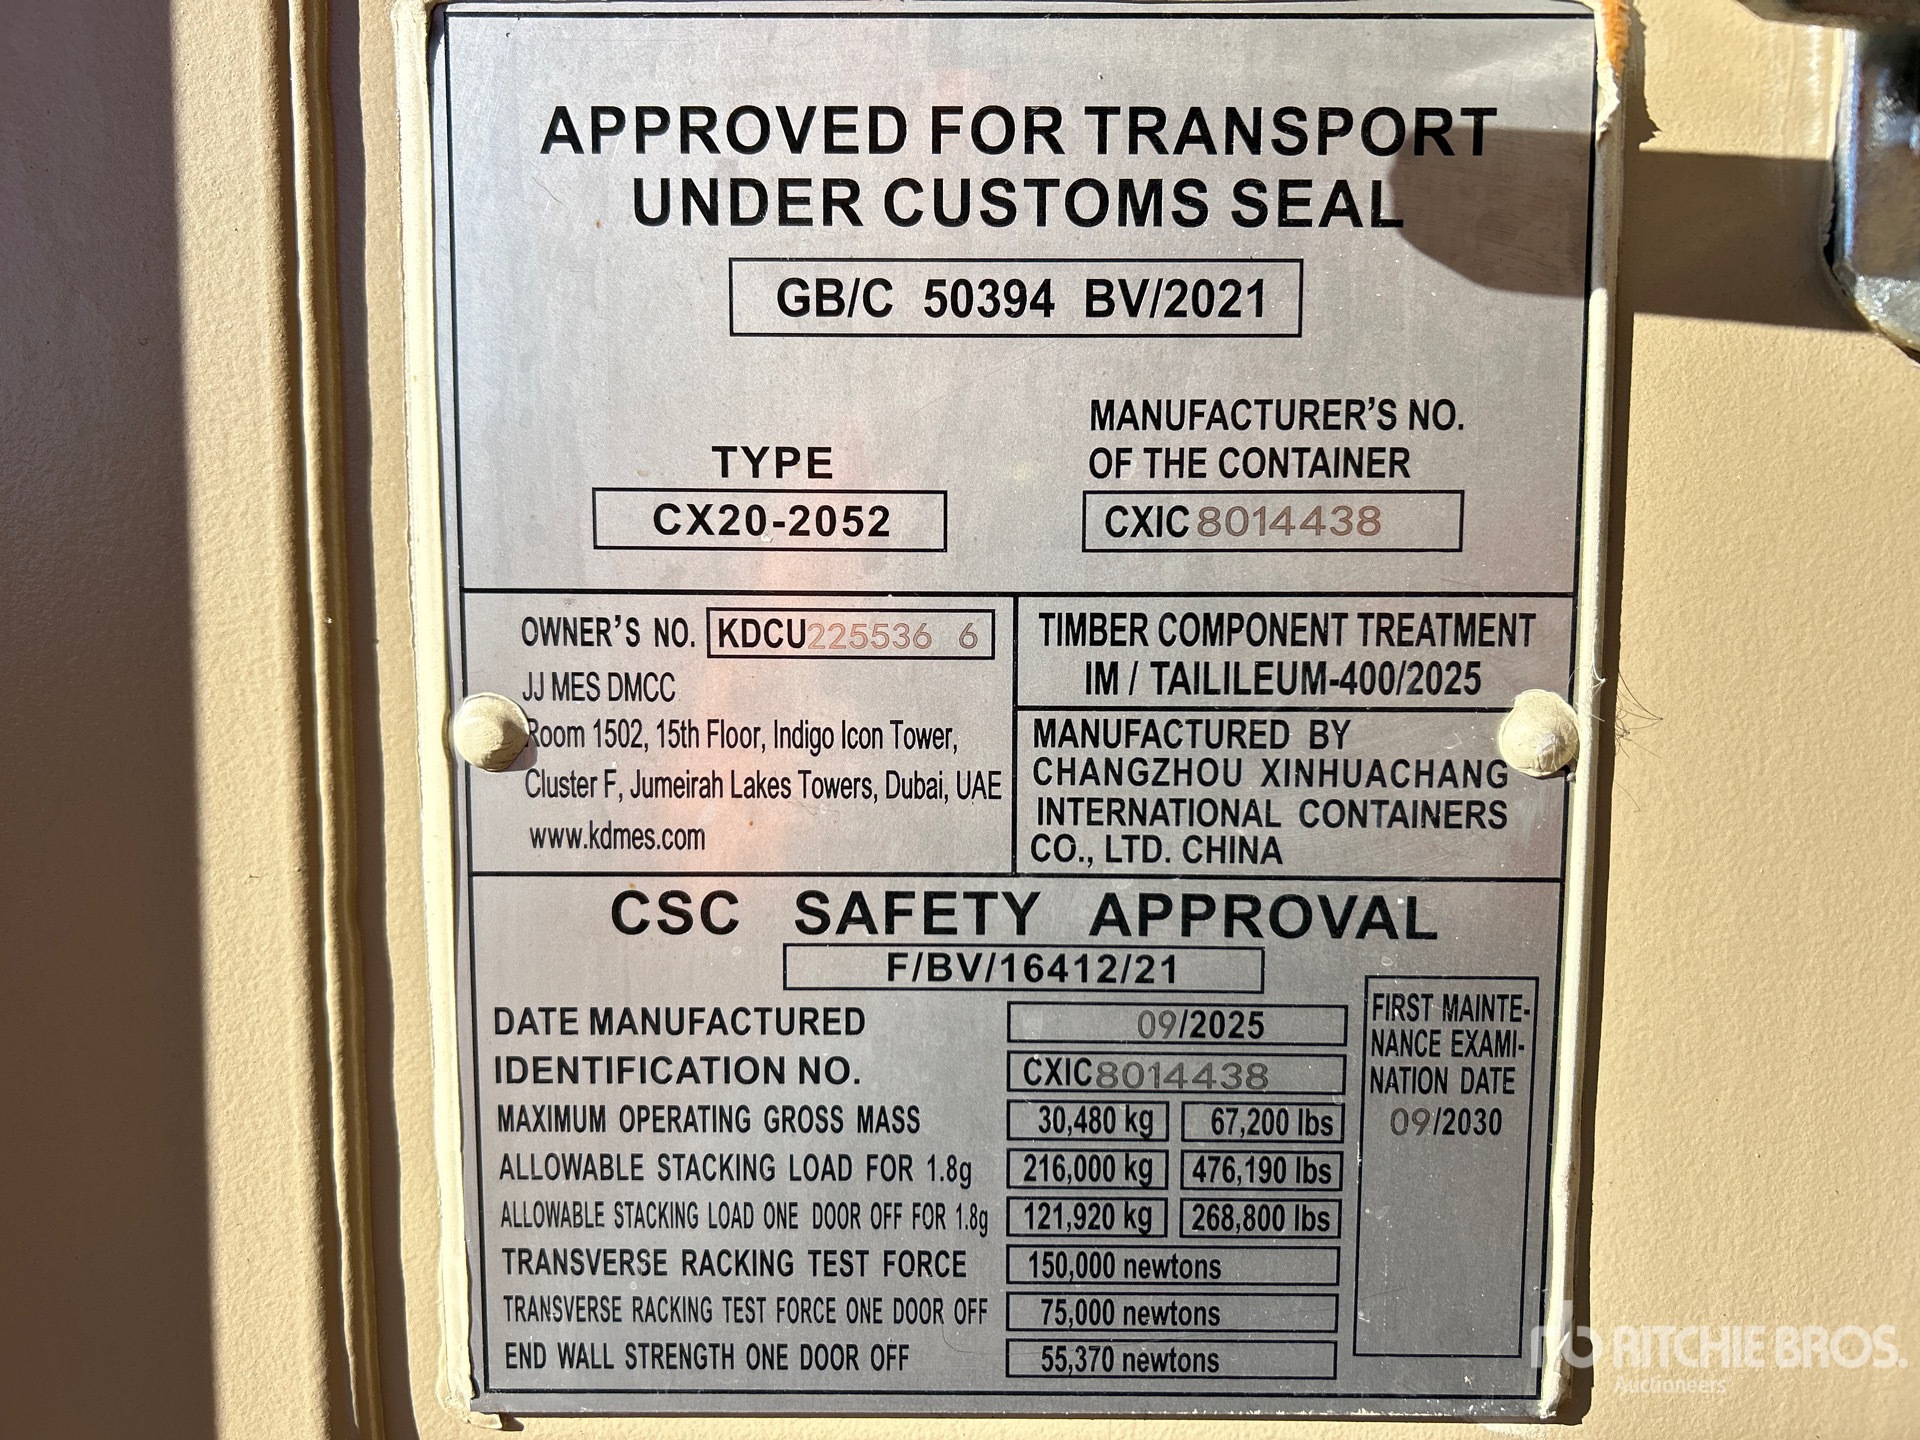 APPROVED FOR TRANSPORT
UNDER CUSTOMS SEAL
GB/C 50394 BV/2021
TYPE
CX20-2052
MANUFACTURER'S NO.
OF THE CONTAINER
CXIC 8014438
OWNER'S NO. KDCU 225536 6
JJ MES DMCC
Room 1502, 15th Floor, Indigo Icon Tower,
Cluster F, Jumeirah Lakes Towers, Dubai, UAE
www.kdmes.com
TIMBER COMPONENT TREATMENT
IM / TAILILEUM-400/2025
MANUFACTURED BY
CHANGZHOU XINHUACHANG
INTERNATIONAL CONTAINERS
CO., LTD. CHINA
CSC SAFETY APPROVAL
F/BV/16412/21
DATE MANUFACTURED 09/2025
IDENTIFICATION NO. CXIC 8014438
MAXIMUM OPERATING GROSS MASS 30,480 kg 67,200 lbs
ALLOWABLE STACKING LOAD FOR 1.8g 216,000 kg 476,190 lbs
ALLOWABLE STACKING LOAD ONE DOOR OFF FOR 1.8g 121,920 kg 268,800 lbs
TRANSVERSE RACKING TEST FORCE 150,000 newtons
TRANSVERSE RACKING TEST FORCE ONE DOOR OFF 75,000 newtons
END WALL STRENGTH ONE DOOR OFF 55,370 newtons
FIRST MAINTE-
NANCE EXAMI-
NATION DATE
09/2030
RITCHIE BROS.
Auctioneers